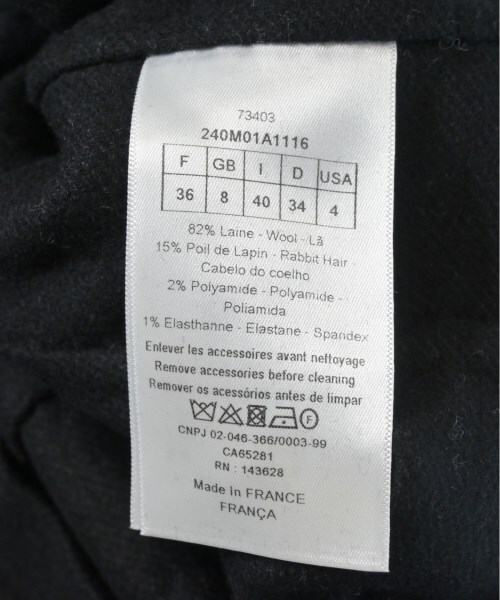 73403
240M01A1116
F GB I D USA
36 8 40 34 4
82% Laine - Wool - Lã
15% Poil de Lapin - Rabbit Hair -
Cabelo do coelho
2% Polyamide - Polyamide -
Poliamida
1% Elasthanne - Elastane - Spandex
Enlever les accessoires avant nettoyage
Remove accessories before cleaning
Remover os acessórios antes de limpar
F
CNPJ 02-046-366/0003-99
CA65281
RN : 143628
Made In FRANCE
FRANÇA